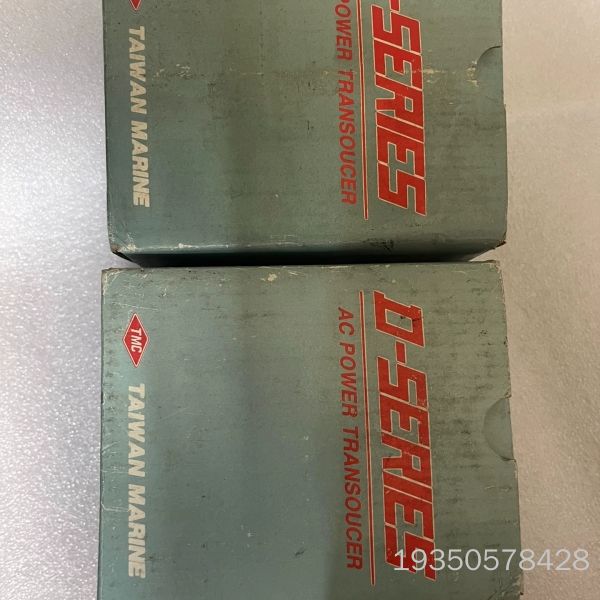 -SERIES
POWER TRANSOUCER
TAIWAN MARINE
D-SERIES
AC POWER TRANSOUCER
TMC
TAIWAN MARINE
19350578428